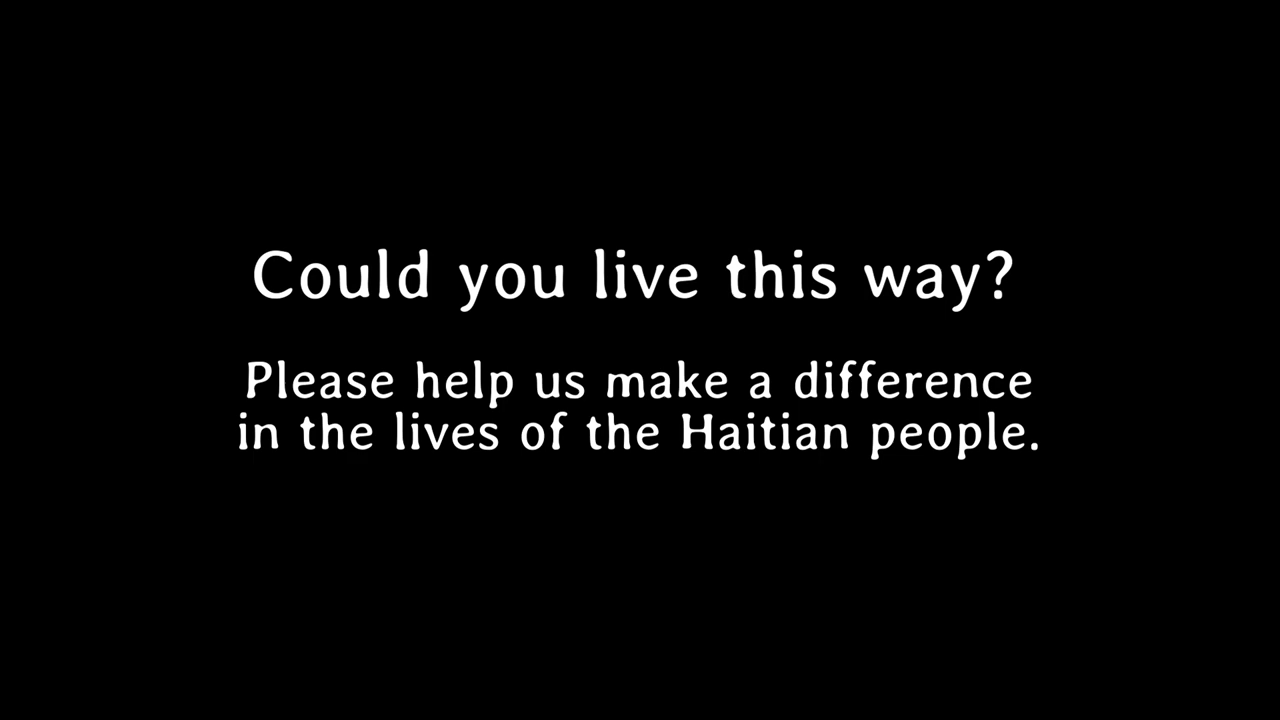 Could you live this way?
Please help us make a difference
in the lives of the Haitian people.